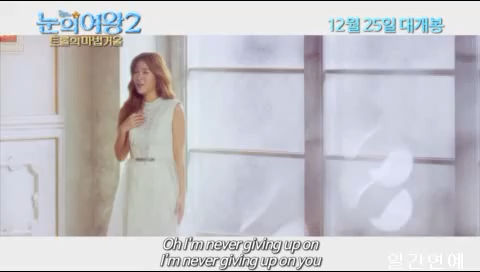 눈의여왕2
트롤의 마법거울
12월 25일 대개봉
Oh I'm never giving up on
I'm never giving up on you
일간연예